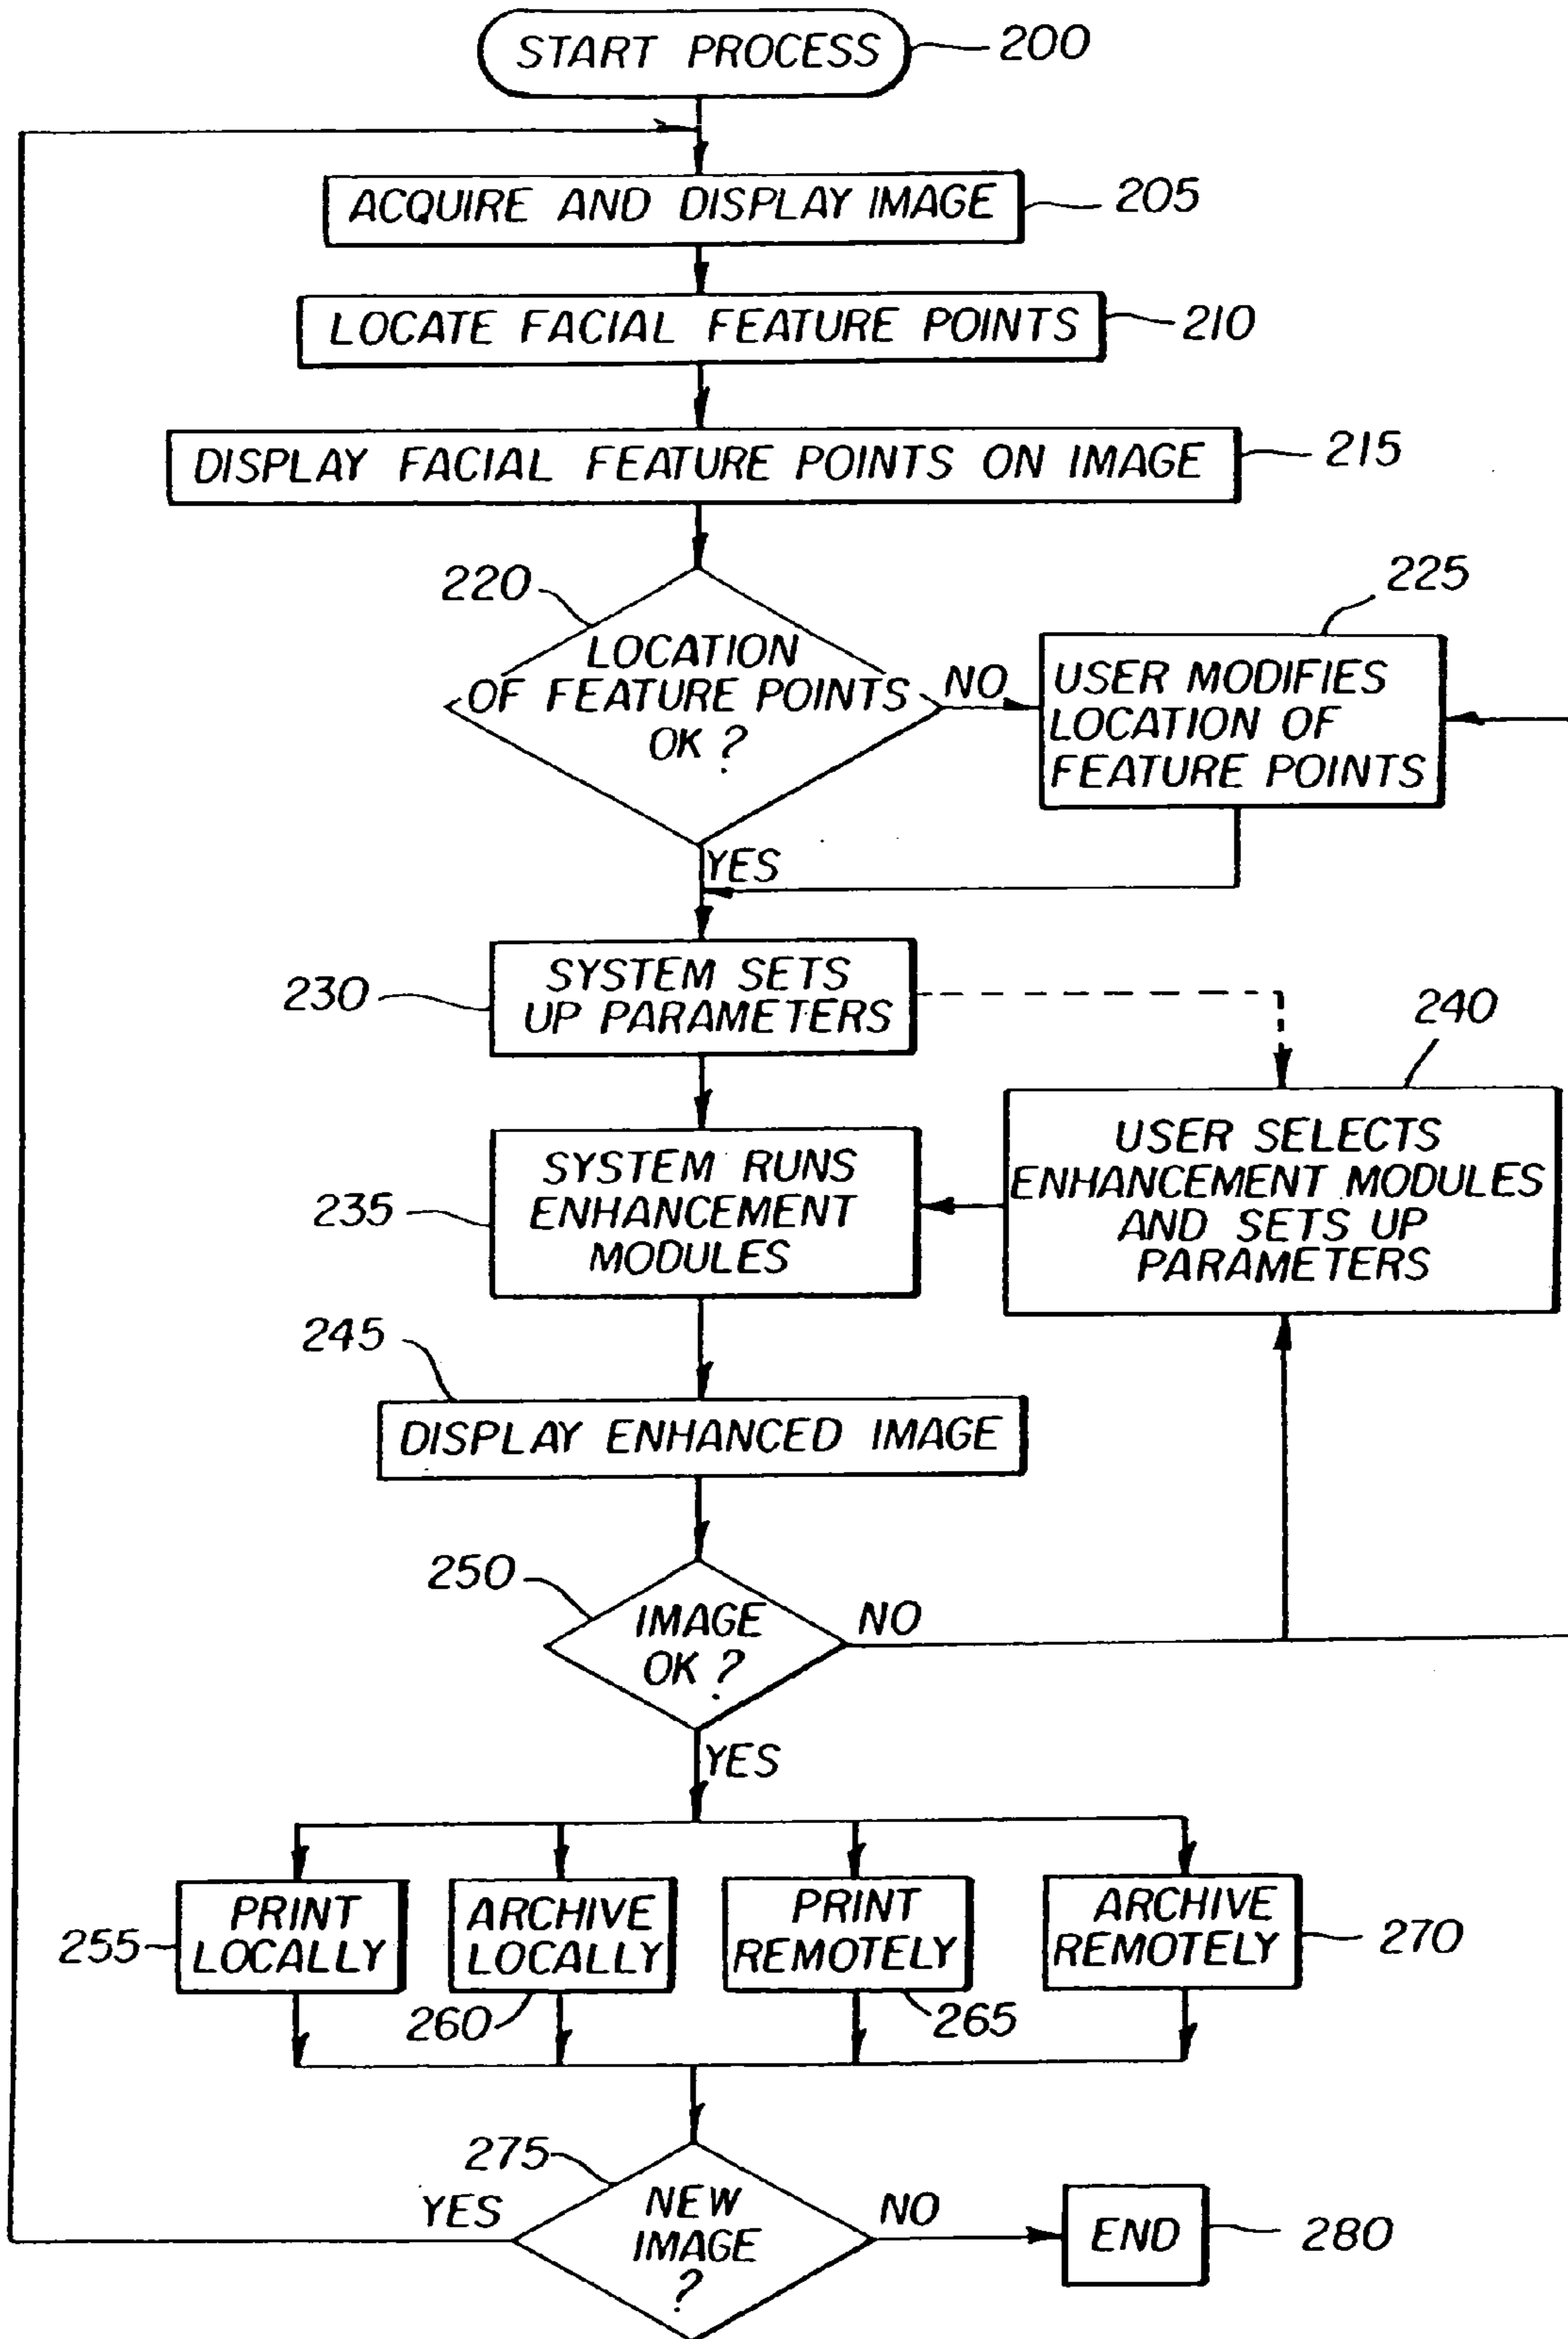 START PROCESS
200
ACQUIRE AND DISPLAY IMAGE
205
LOCATE FACIAL FEATURE POINTS
210
DISPLAY FACIAL FEATURE POINTS ON IMAGE
215
220
LOCATION
OF FEATURE POINTS
OK ?
NO
YES
225
USER MODIFIES
LOCATION OF
FEATURE POINTS
230
SYSTEM SETS
UP PARAMETERS
240
USER SELECTS
ENHANCEMENT MODULES
AND SETS UP
PARAMETERS
235
SYSTEM RUNS
ENHANCEMENT
MODULES
245
DISPLAY ENHANCED IMAGE
250
IMAGE
OK ?
NO
YES
255
PRINT
LOCALLY
ARCHIVE
LOCALLY
260
PRINT
REMOTELY
265
ARCHIVE
REMOTELY
270
275
YES
NEW
IMAGE
?
NO
END
280